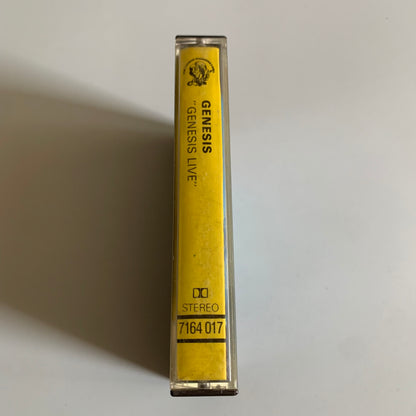 GENESIS
"GENESIS LIVE"
STEREO
7164 017